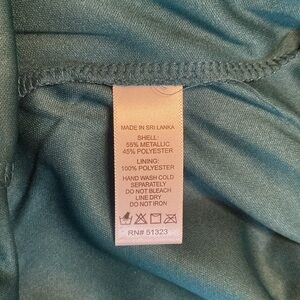 MADE IN SRI LANKA
SHELL:
55% METALLIC
45% POLYESTER
LINING:
100% POLYESTER
HAND WASH COLD
SEPARATELY
DO NOT BLEACH
LINE DRY
DO NOT IRON
RN# 51323